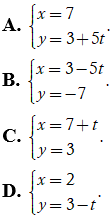 A. { x = 7
y = 3 + 5t .
B. { x = 3 − 5t
y = −7 .
C. { x = 7 + t
y = 3 .
D. { x = 2
y = 3 − t .